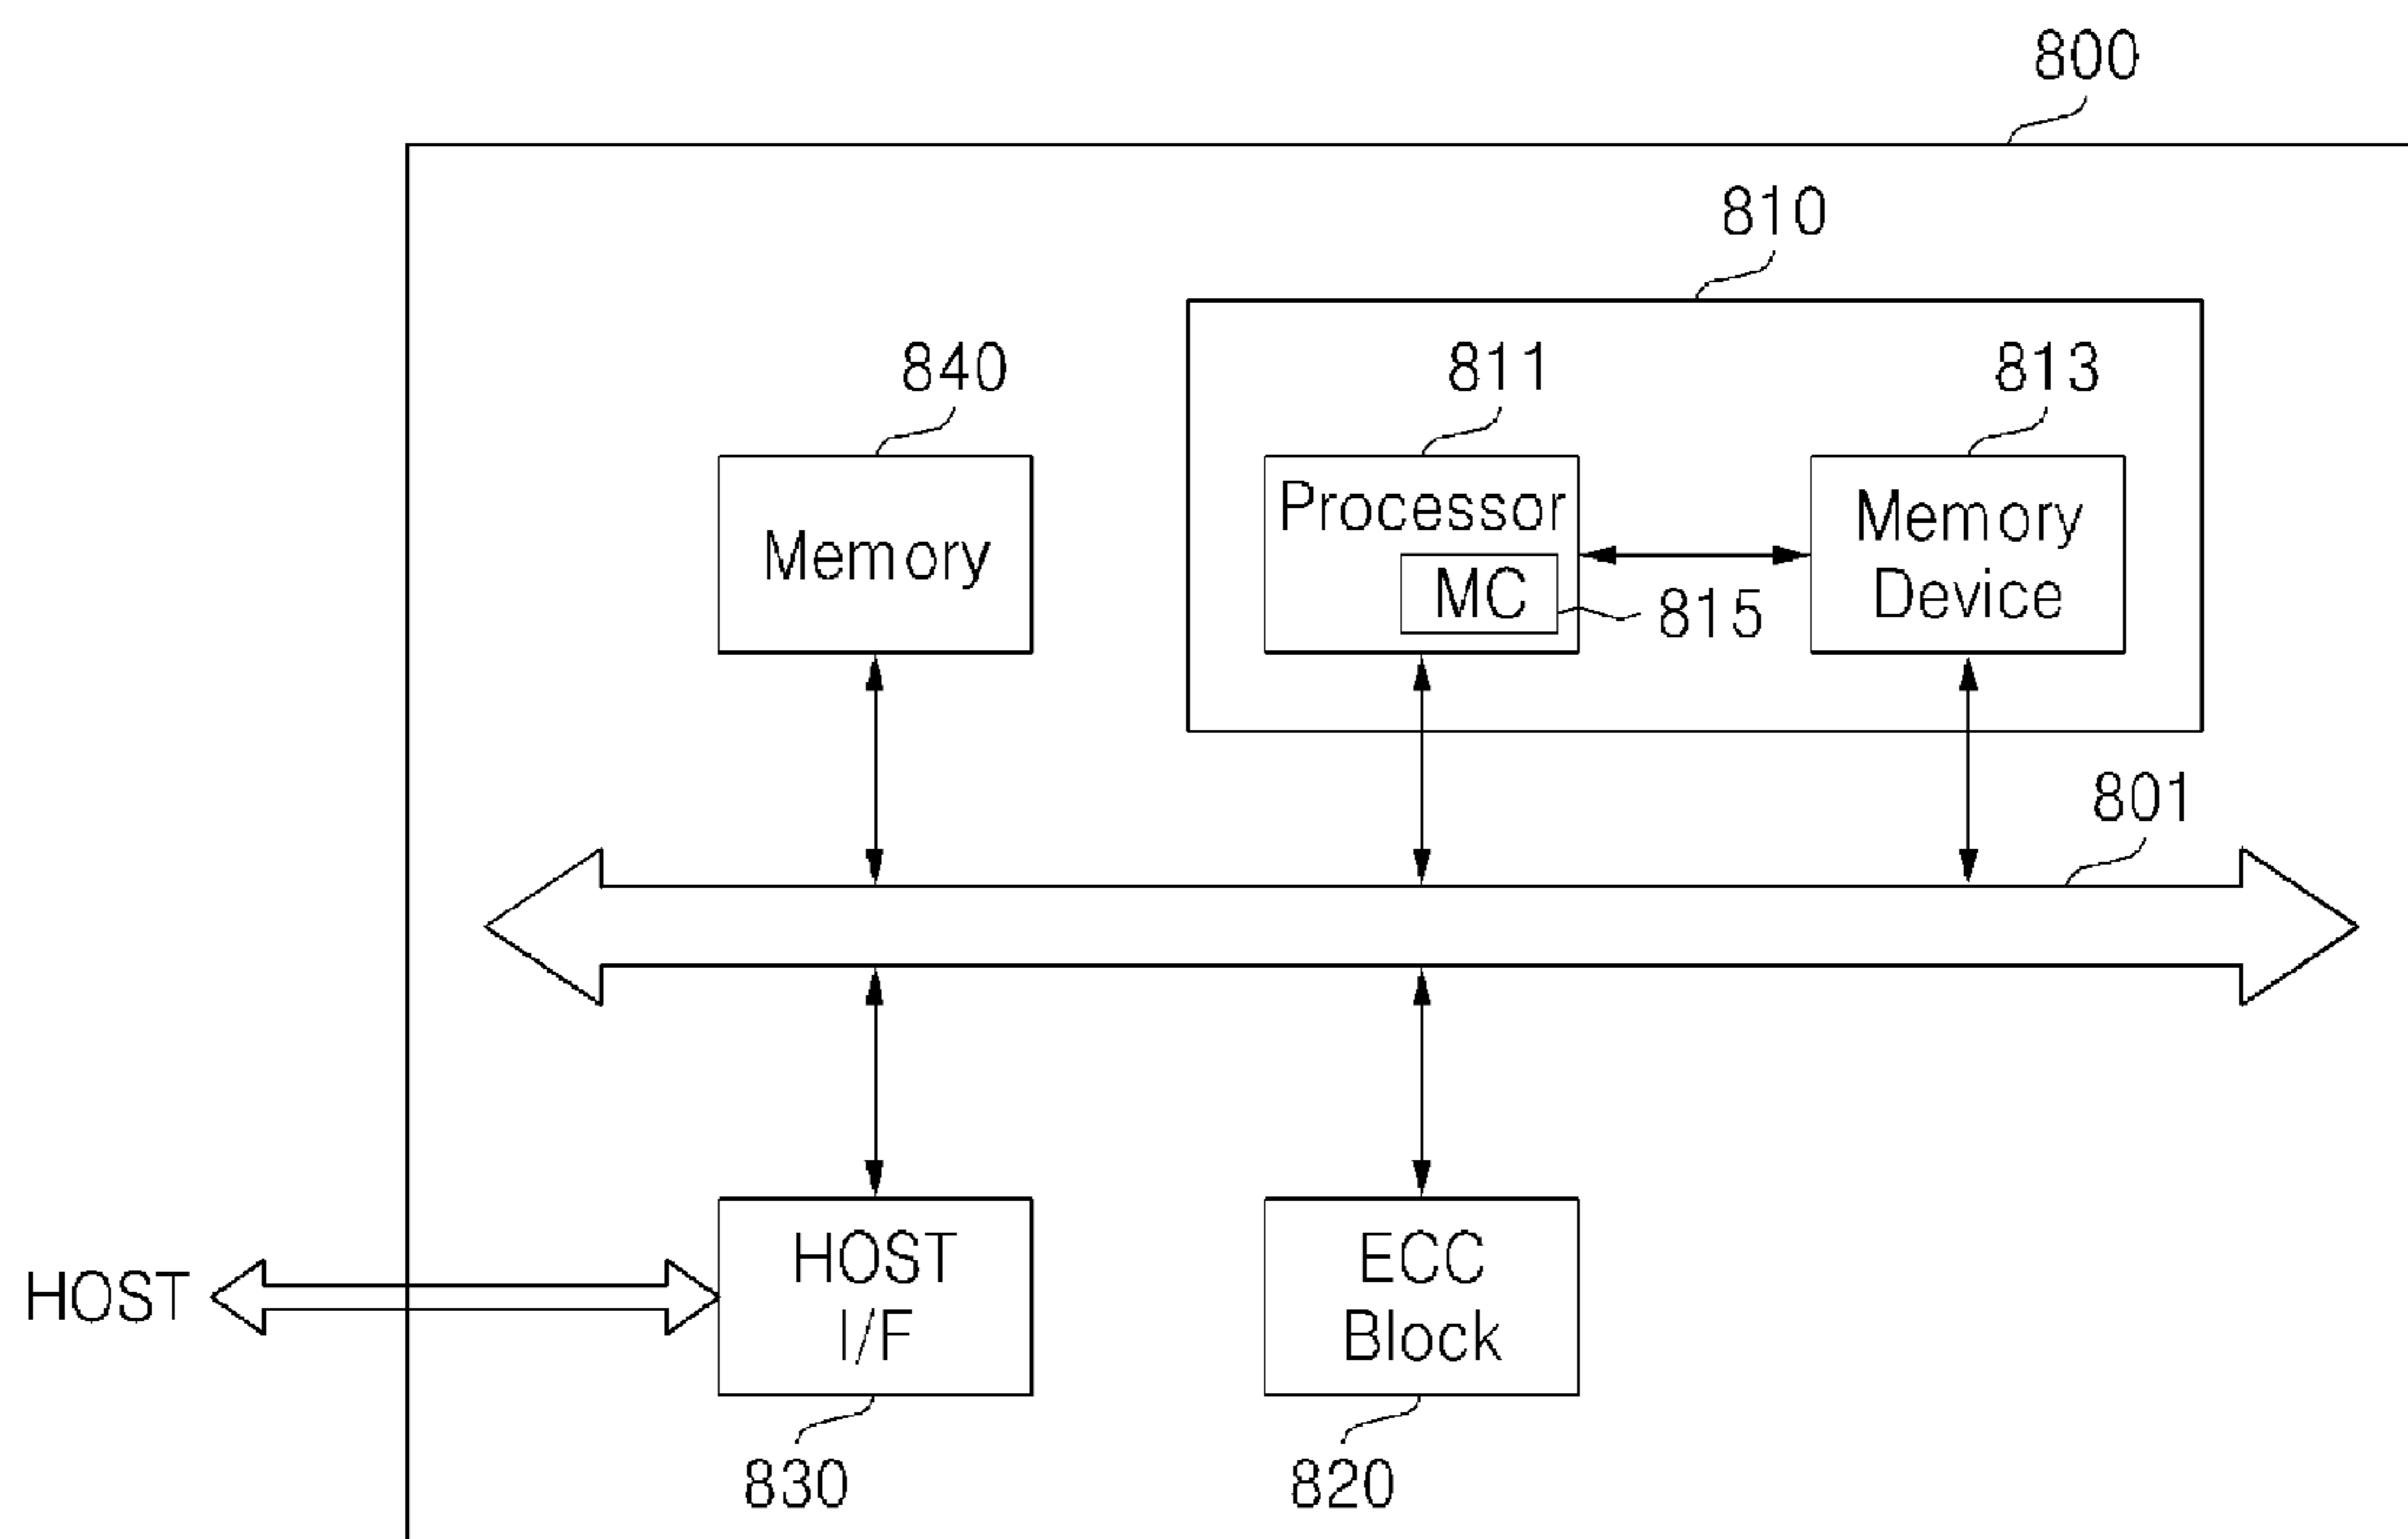 800
810
840
811
813
Processor
Memory
Device
Memory
MC
815
801
HOST
HOST
I/F
ECC
Block
830
820